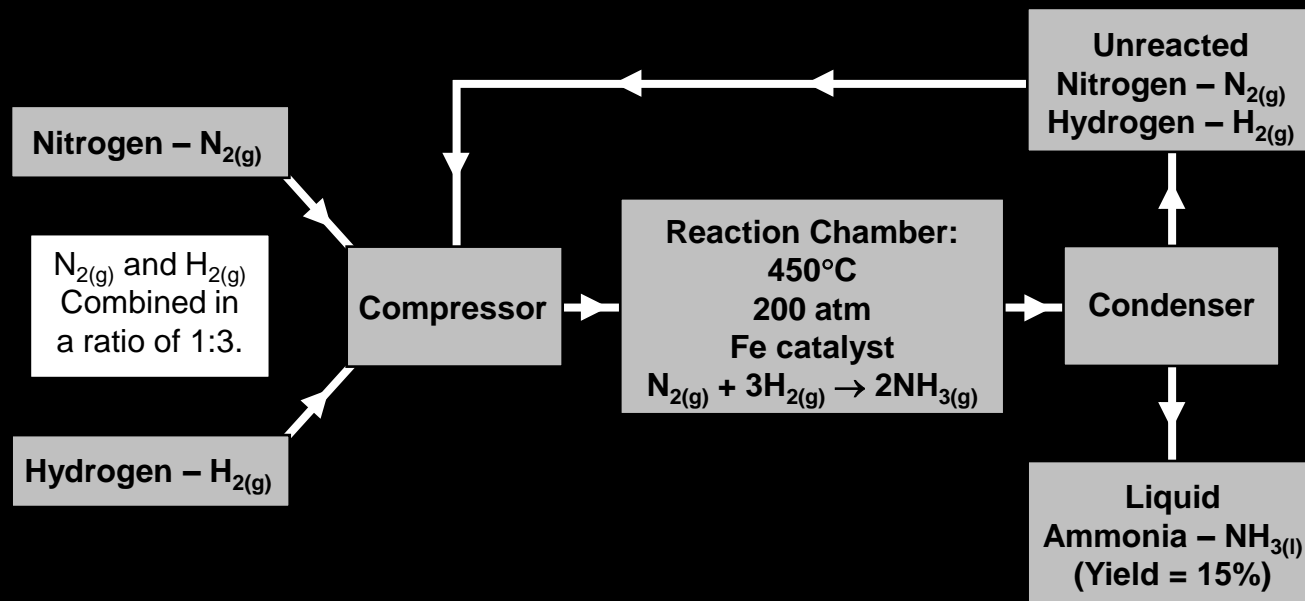 Nitrogen – N₂(g)
N₂(g) and H₂(g)
Combined in
a ratio of 1:3.
Hydrogen – H₂(g)
Compressor
Reaction Chamber:
450°C
200 atm
Fe catalyst
N₂(g) + 3H₂(g) → 2NH₃(g)
Condenser
Unreacted
Nitrogen – N₂(g)
Hydrogen – H₂(g)
Liquid
Ammonia – NH₃(l)
(Yield = 15%)